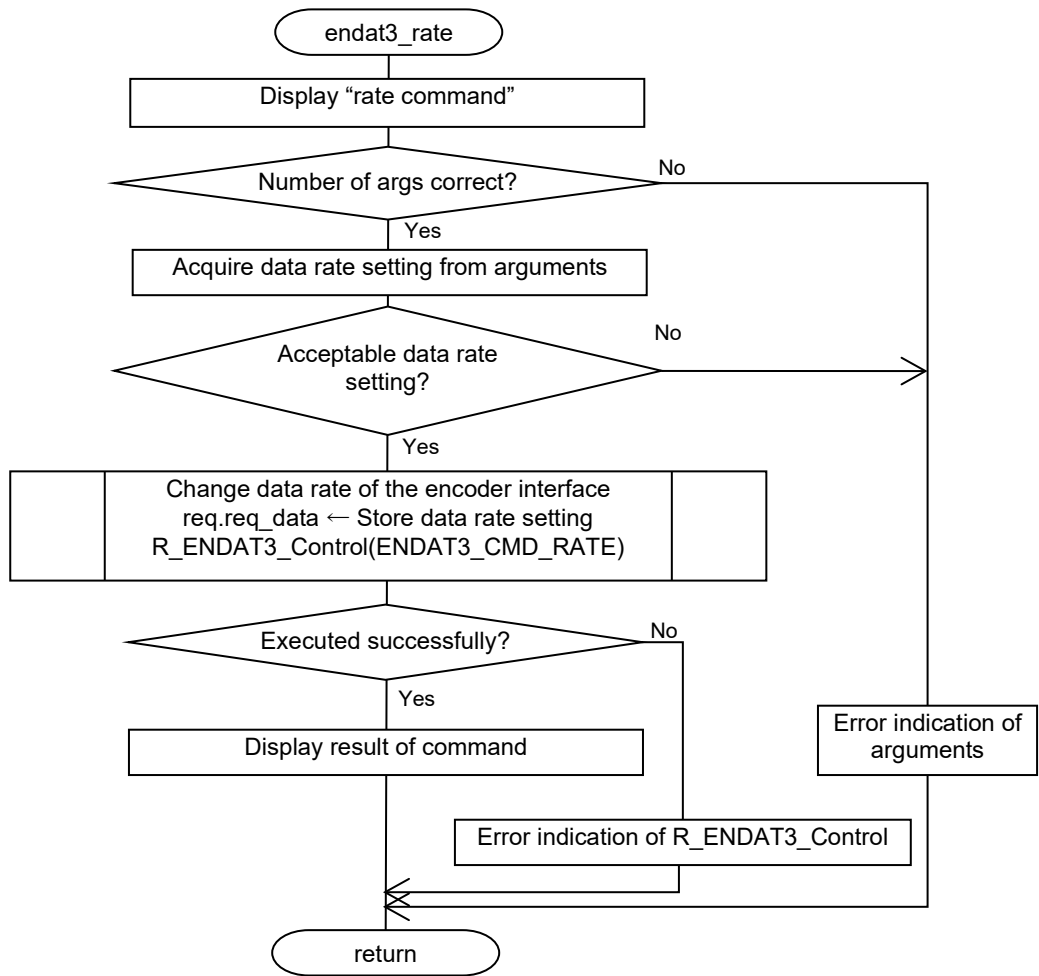 endat3_rate
Display “rate command”
Number of args correct?
No
Yes
Acquire data rate setting from arguments
Acceptable data rate
setting?
No
Yes
Change data rate of the encoder interface
req.req_data ← Store data rate setting
R_ENDAT3_Control(ENDAT3_CMD_RATE)
Executed successfully?
No
Yes
Display result of command
Error indication of
arguments
Error indication of R_ENDAT3_Control
return